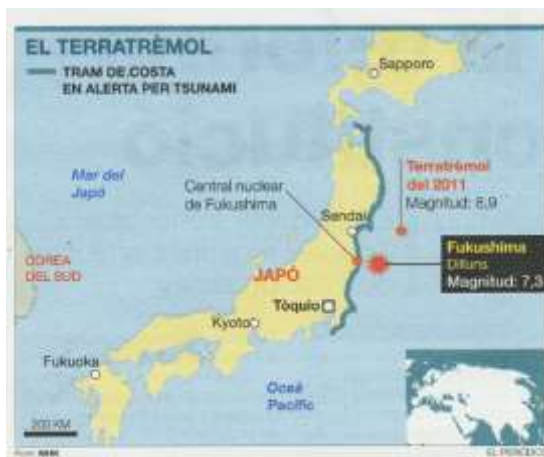 EL TERRATRÈMOL
TRAM DE COSTA
EN ALERTA PER TSUNAMI
Sapporo
Mar del
Japó
Central nuclear
de Fukushima
Terratrèmol
del 2011
Magnitud: 8,9
Sendai
Fukushima
Dilluns
Magnitud: 7,3
COREA
DEL SUD
JAPÓ
Tòquio
Kyoto
Fukuoka
Oceà
Pacífic
200 KM
EL PERIÓDICO